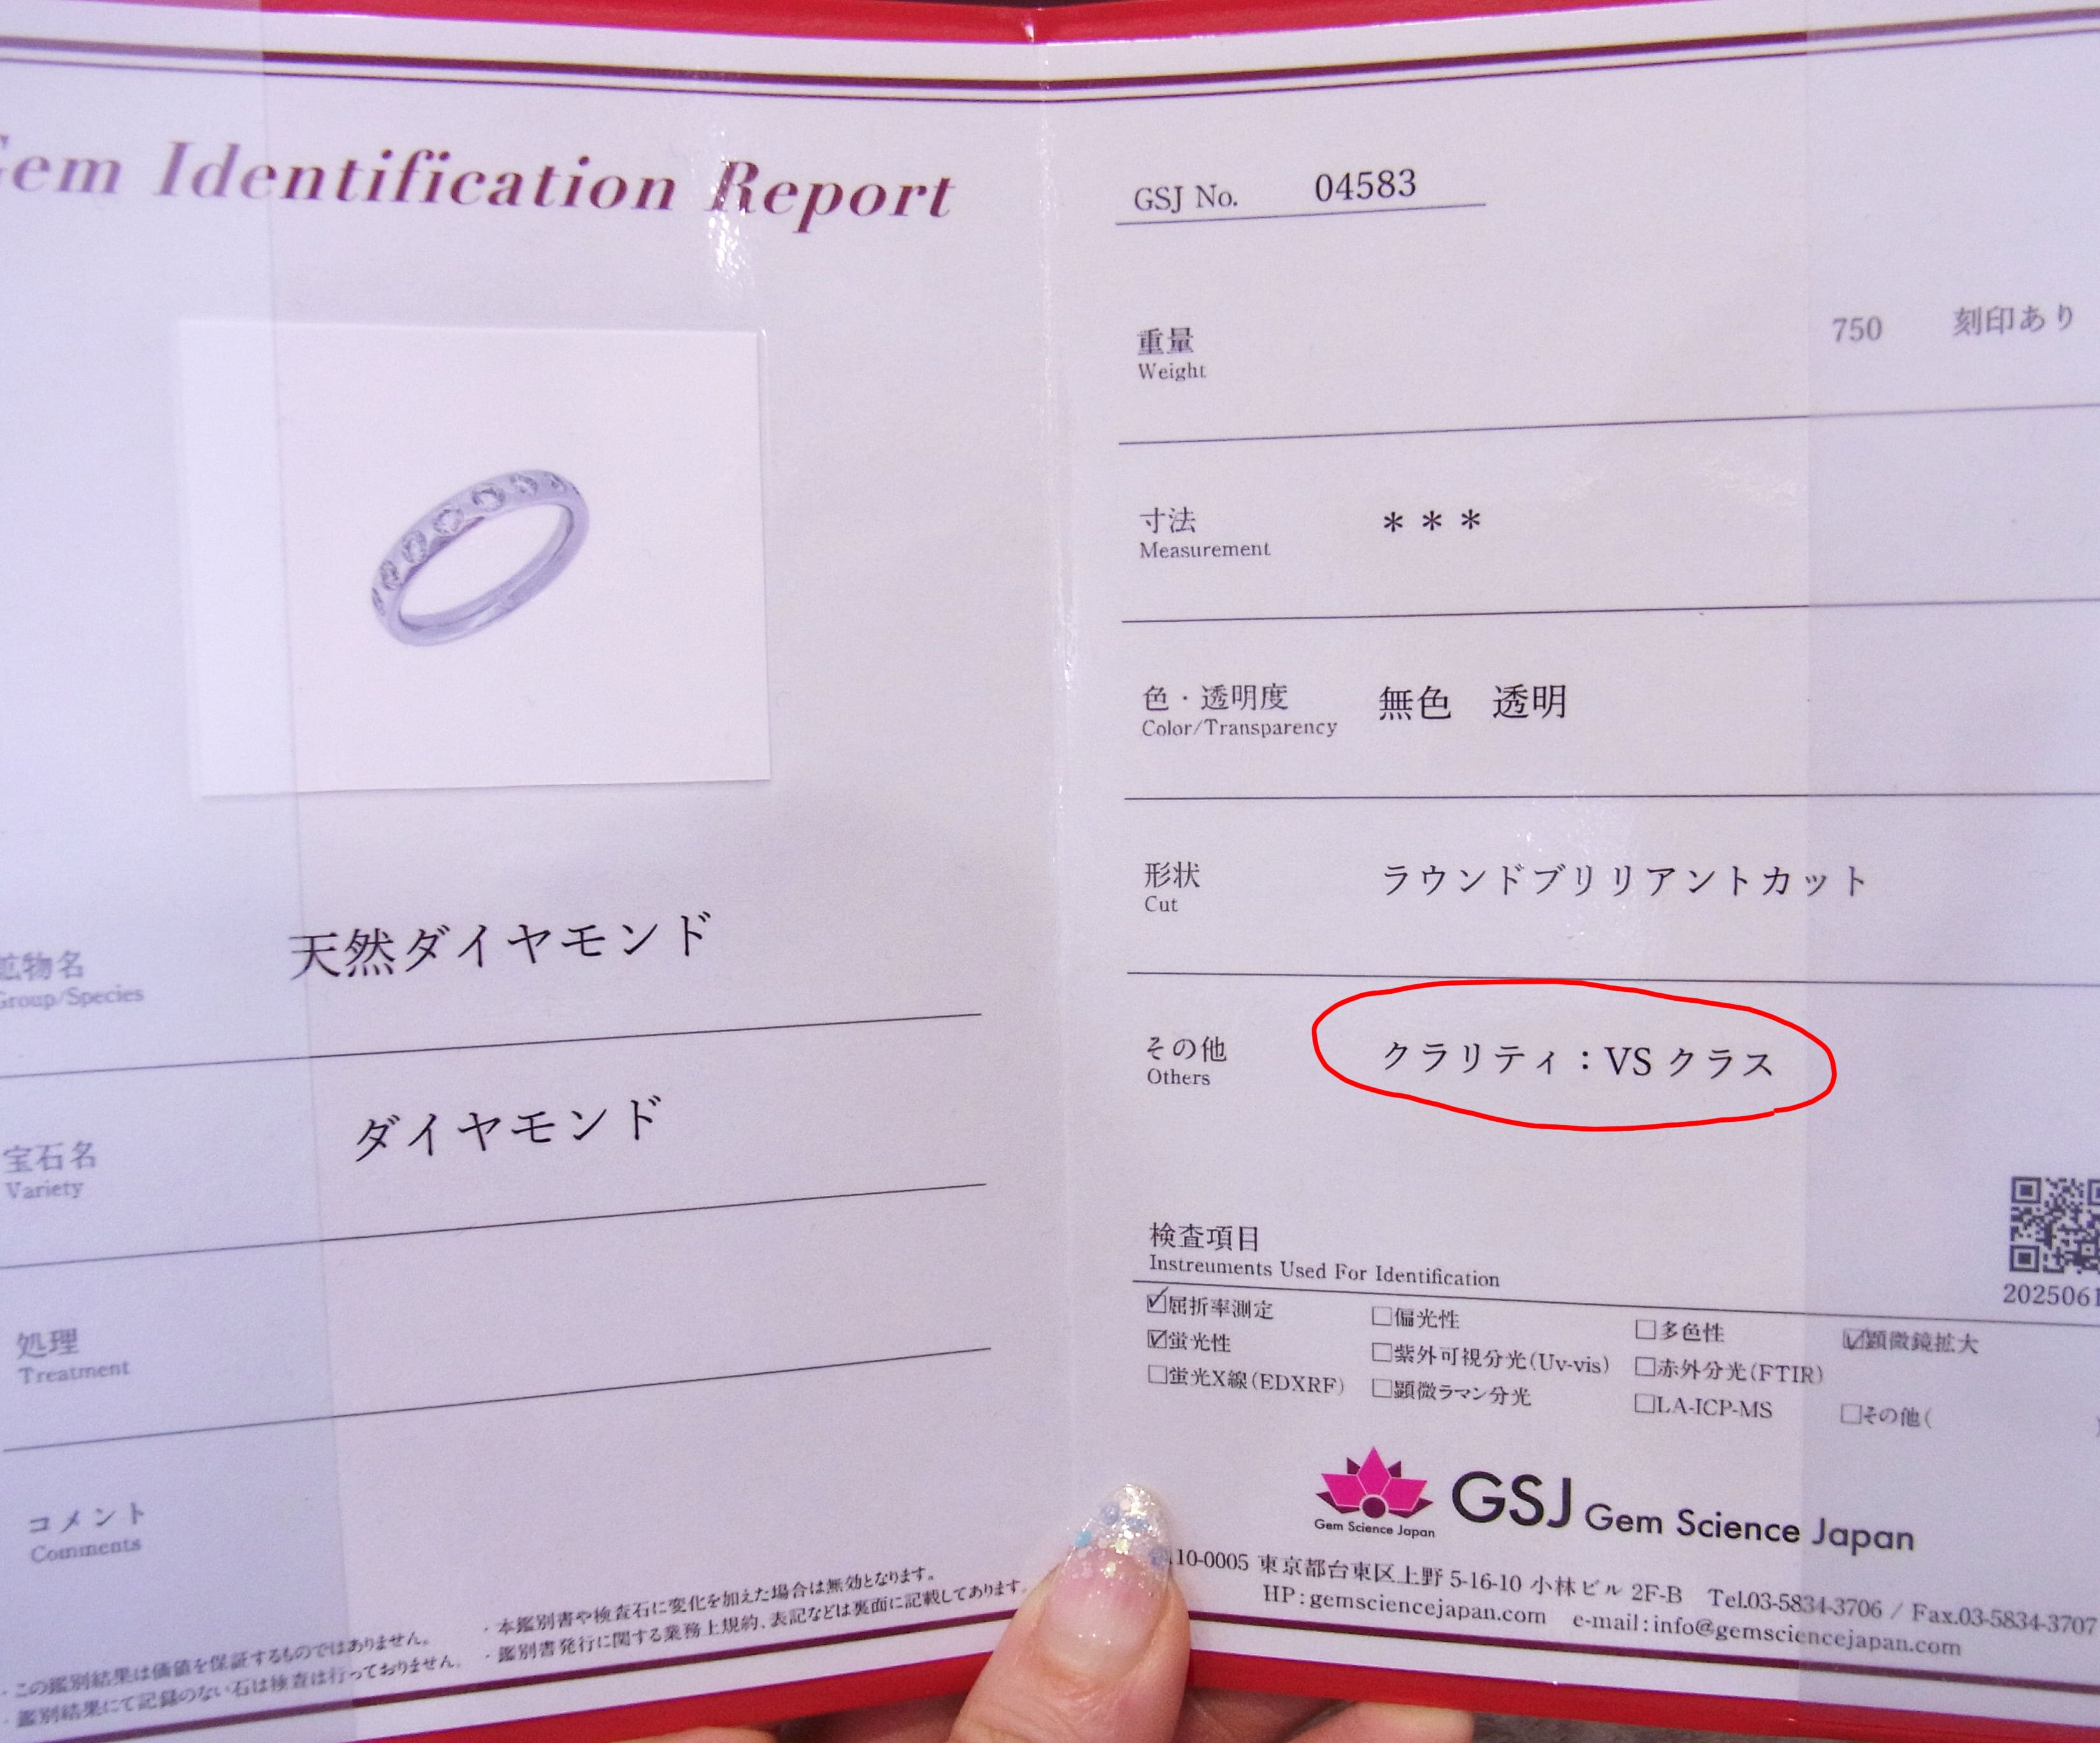 Gem Identification Report
鉱物名
天然ダイヤモンド
Group/Species
宝石名
ダイヤモンド
Variety
処理
Treatment
コメント
Comments
・この鑑別結果は価値を保証するものではありません。
・鑑別結果にて記録のない石は検査は行っておりません。
・本鑑別書や検査石に変化を加えた場合は無効となります。
・鑑別書発行に関する業務上規約、表記などは裏面に記載してあります。
GSJ No. 04583
重量 750 刻印あり
Weight
寸法 ＊＊＊
Measurement
色・透明度 無色 透明
Color/Transparency
形状 ラウンドブリリアントカット
Cut
その他 クラリティ：VS クラス
Others
検査項目
Instreuments Used For Identification
2025061
☑屈折率測定 □偏光性 □多色性 ☑顕微鏡拡大
☑蛍光性 □紫外可視分光(Uv-vis) □赤外分光(FTIR)
□蛍光X線(EDXRF) □顕微ラマン分光 □LA-ICP-MS □その他(
Gem Science Japan
GSJ Gem Science Japan
110-0005 東京都台東区上野 5-16-10 小林ビル 2F-B Tel.03-5834-3706 / Fax.03-5834-3707
HP:gemsciencejapan.com e-mail:info@gemsciencejapan.com